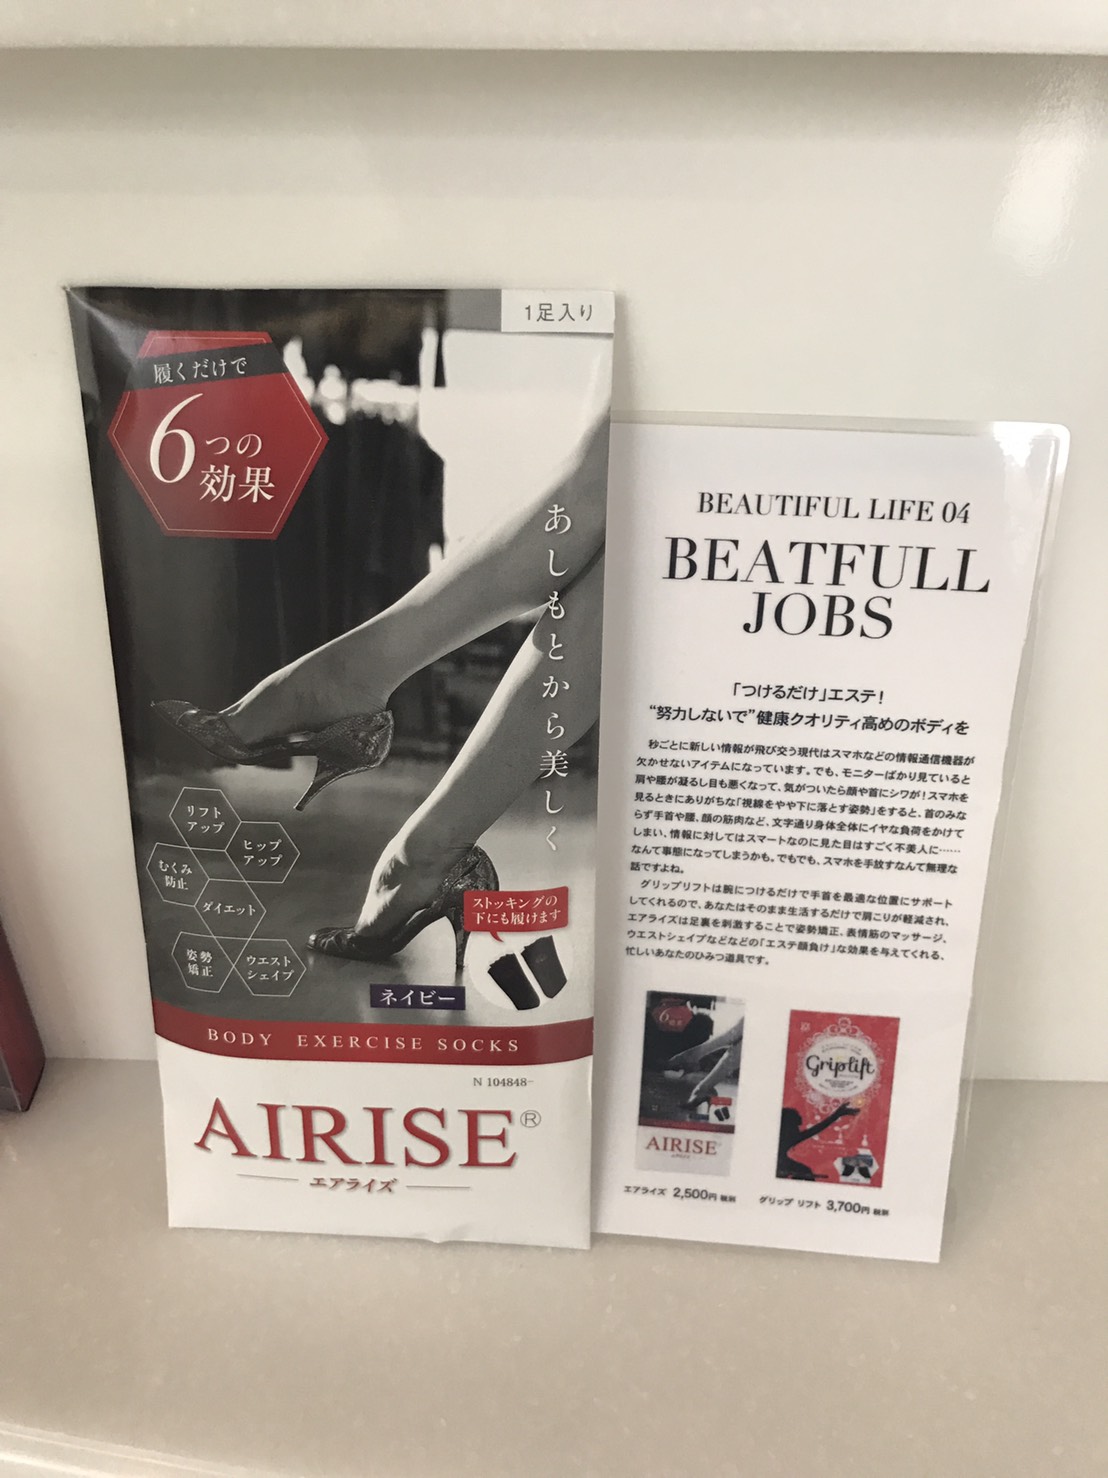 1足入り
履くだけで
6つの
効果
あしもとから美しく
リフト
アップ
ヒップ
アップ
むくみ
防止
ダイエット
姿勢
矯正
ウエスト
シェイプ
ストッキングの
下にも履けます
ネイビー
BODY EXERCISE SOCKS
N 104848-
AIRISE®
エアライズ
BEAUTIFUL LIFE 04
BEATFULL
JOBS
「つけるだけ」エステ!
“努力しないで”健康クオリティ高めのボディを
秒ごとに新しい情報が飛び交う現代はスマホなどの情報通信機器が
欠かせないアイテムになっています。でも、モニターばかり見ていると
肩や腰が凝るし目も悪くなって、気がついたら顔や首にシワが!スマホを
見るときにありがちな「視線をやや下に落とす姿勢」をすると、首のみな
らず手首や腰、顔の筋肉など、文字通り身体全体にイヤな負荷をかけて
しまい、情報に対してはスマートなのに見た目はすごく不美人に……
なんて事態になってしまうかも。でもでも、スマホを手放すなんて無理な
話ですよね。
グリップリフトは腕につけるだけで手首を最適な位置にサポート
してくれるので、あなたはそのまま生活するだけで肩こりが軽減され、
エアライズは足裏を刺激することで姿勢矯正、表情筋のマッサージ、
ウエストシェイプなどなどの「エステ顔負け」な効果を与えてくれる、
忙しいあなたのひみつ道具です。
6つの
効果
AIRISE
Griplift
エアライズ 2,500円 税別
グリップ リフト 3,700円 税別